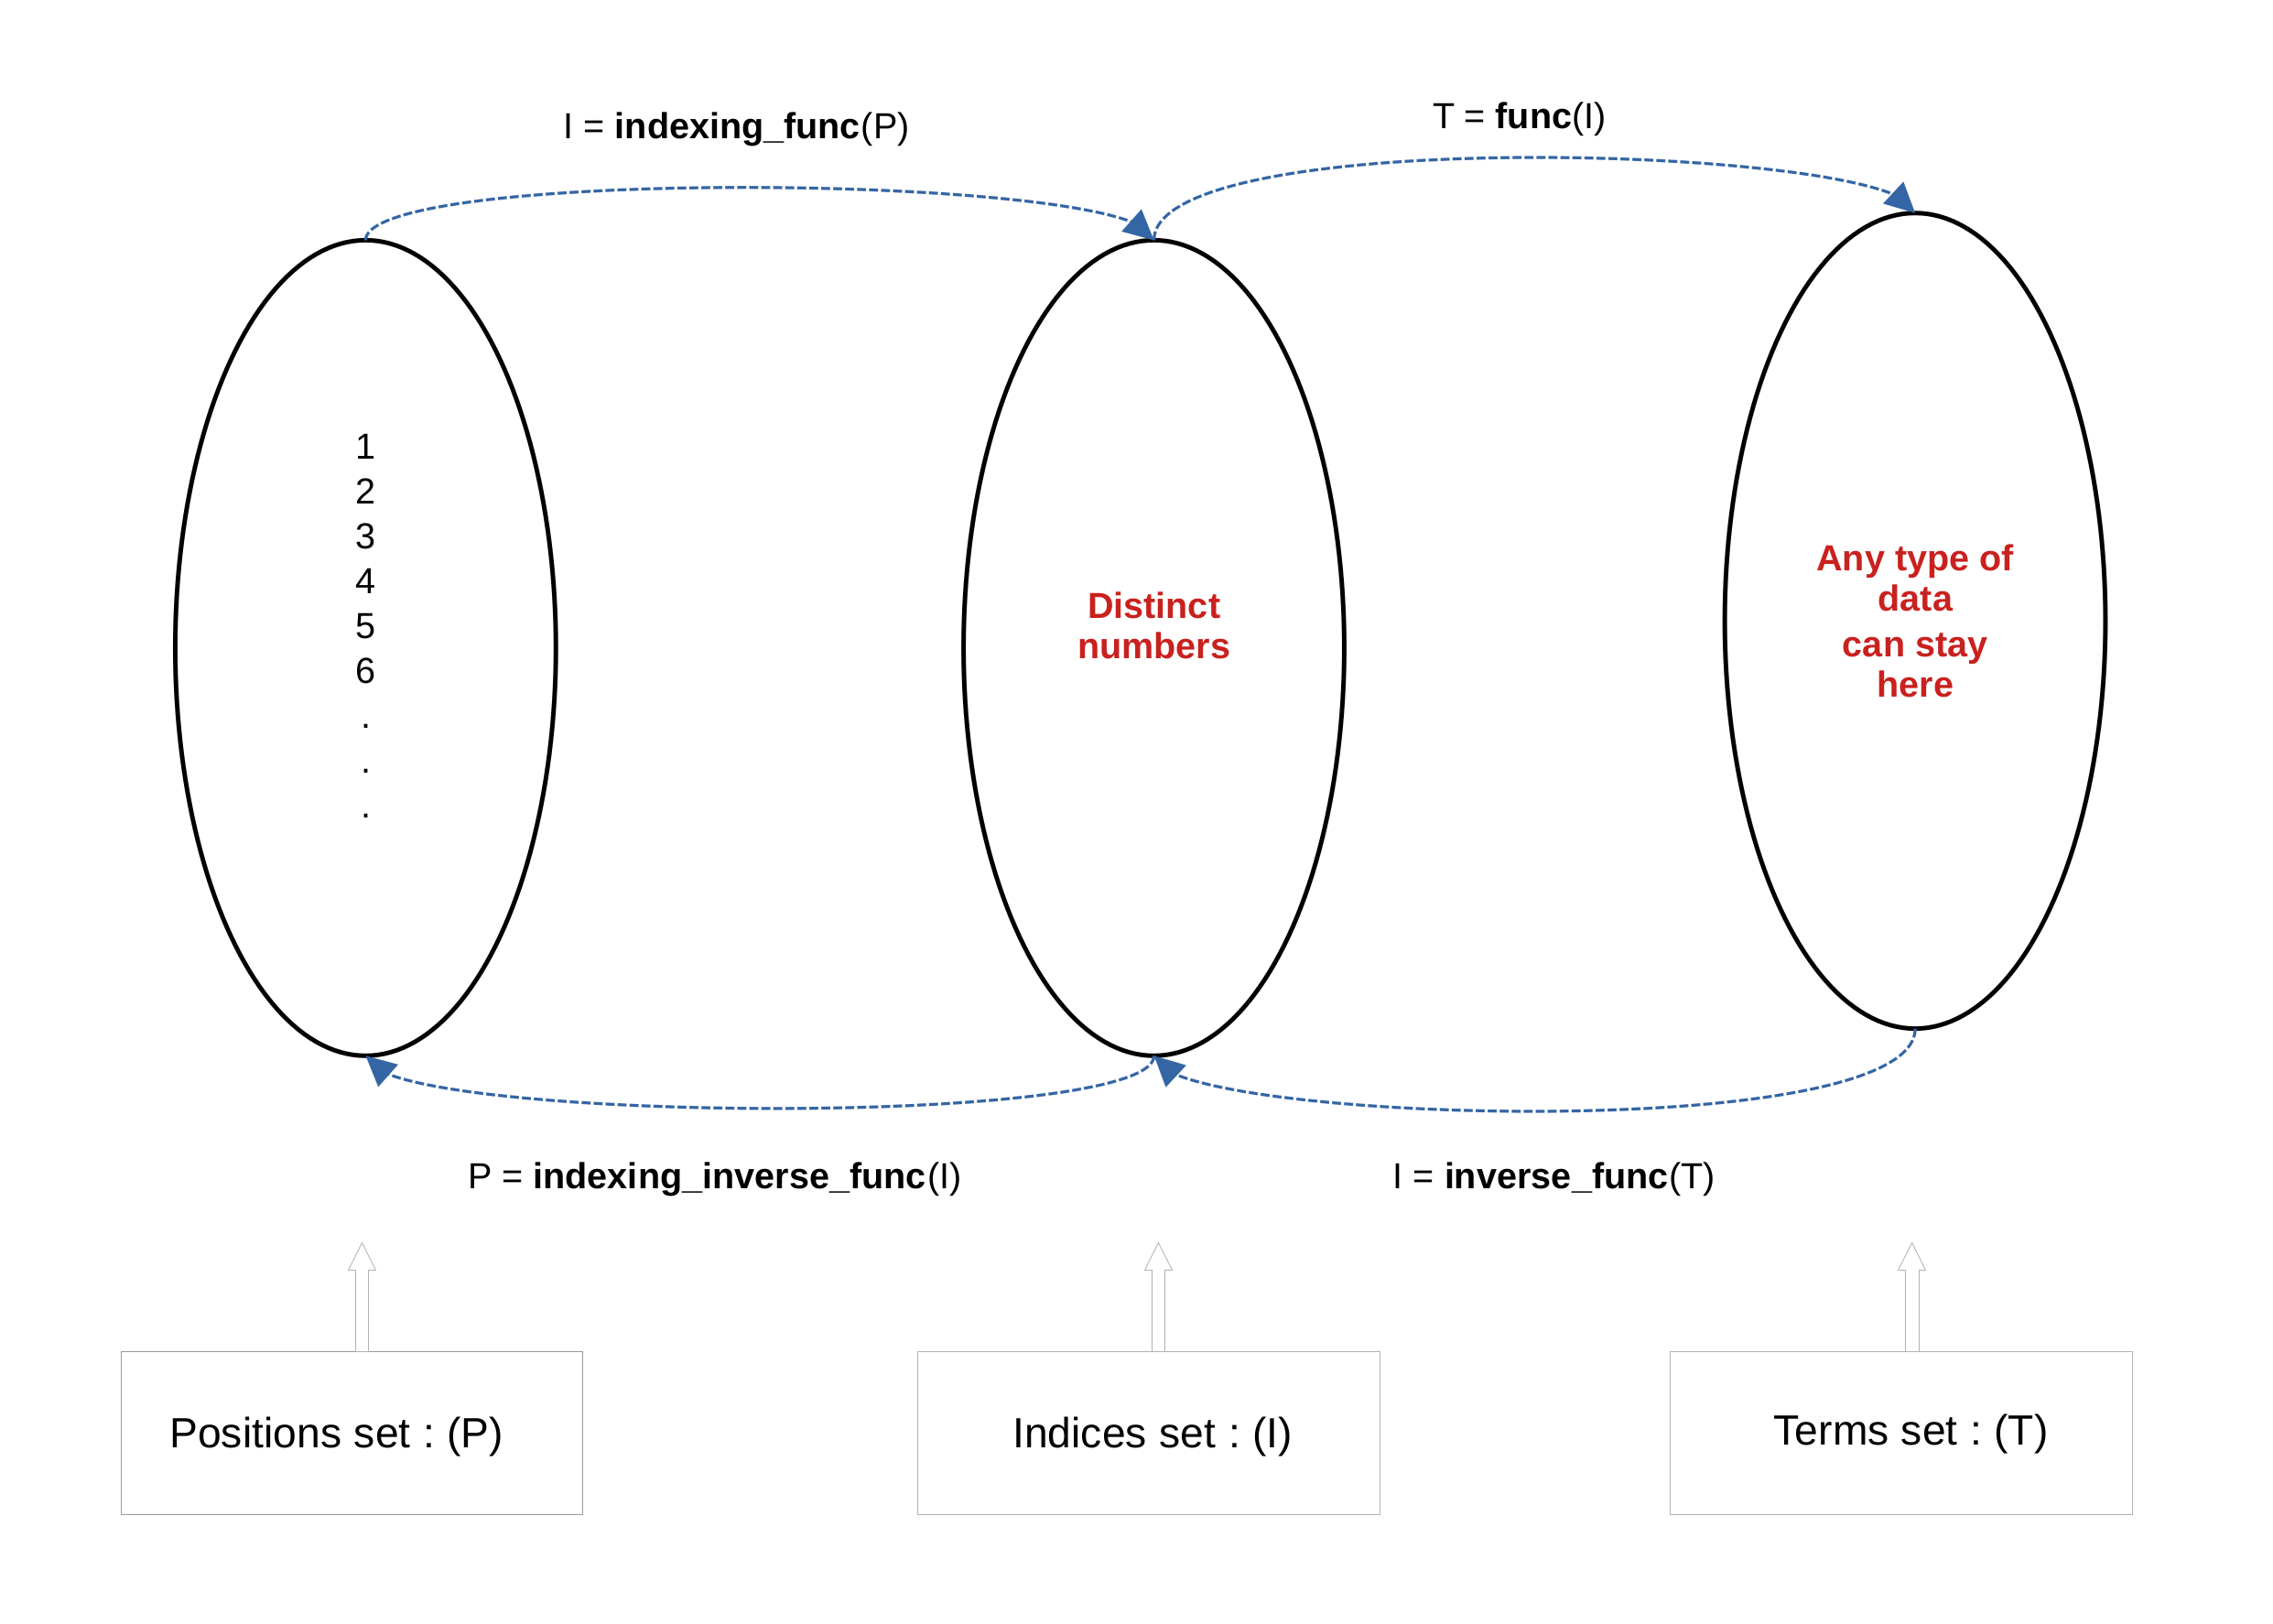 I = indexing_func(P)
T = func(I)
1
2
3
4
5
6
.
.
.
Distinct
numbers
Any type of
data
can stay
here
P = indexing_inverse_func(I)
I = inverse_func(T)
Positions set : (P)
Indices set : (I)
Terms set : (T)